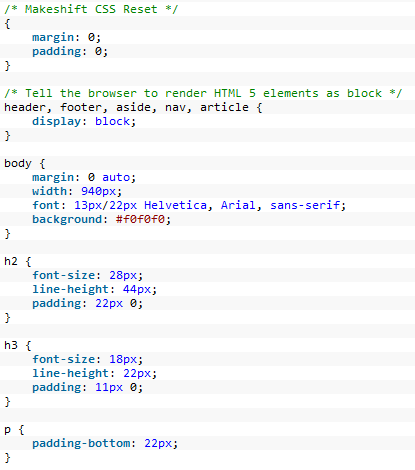 /* Makeshift CSS Reset */
{
    margin: 0;
    padding: 0;
}

/* Tell the browser to render HTML 5 elements as block */
header, footer, aside, nav, article {
    display: block;
}

body {
    margin: 0 auto;
    width: 940px;
    font: 13px/22px Helvetica, Arial, sans-serif;
    background: #f0f0f0;
}

h2 {
    font-size: 28px;
    line-height: 44px;
    padding: 22px 0;
}

h3 {
    font-size: 18px;
    line-height: 22px;
    padding: 11px 0;
}

p {
    padding-bottom: 22px;
}